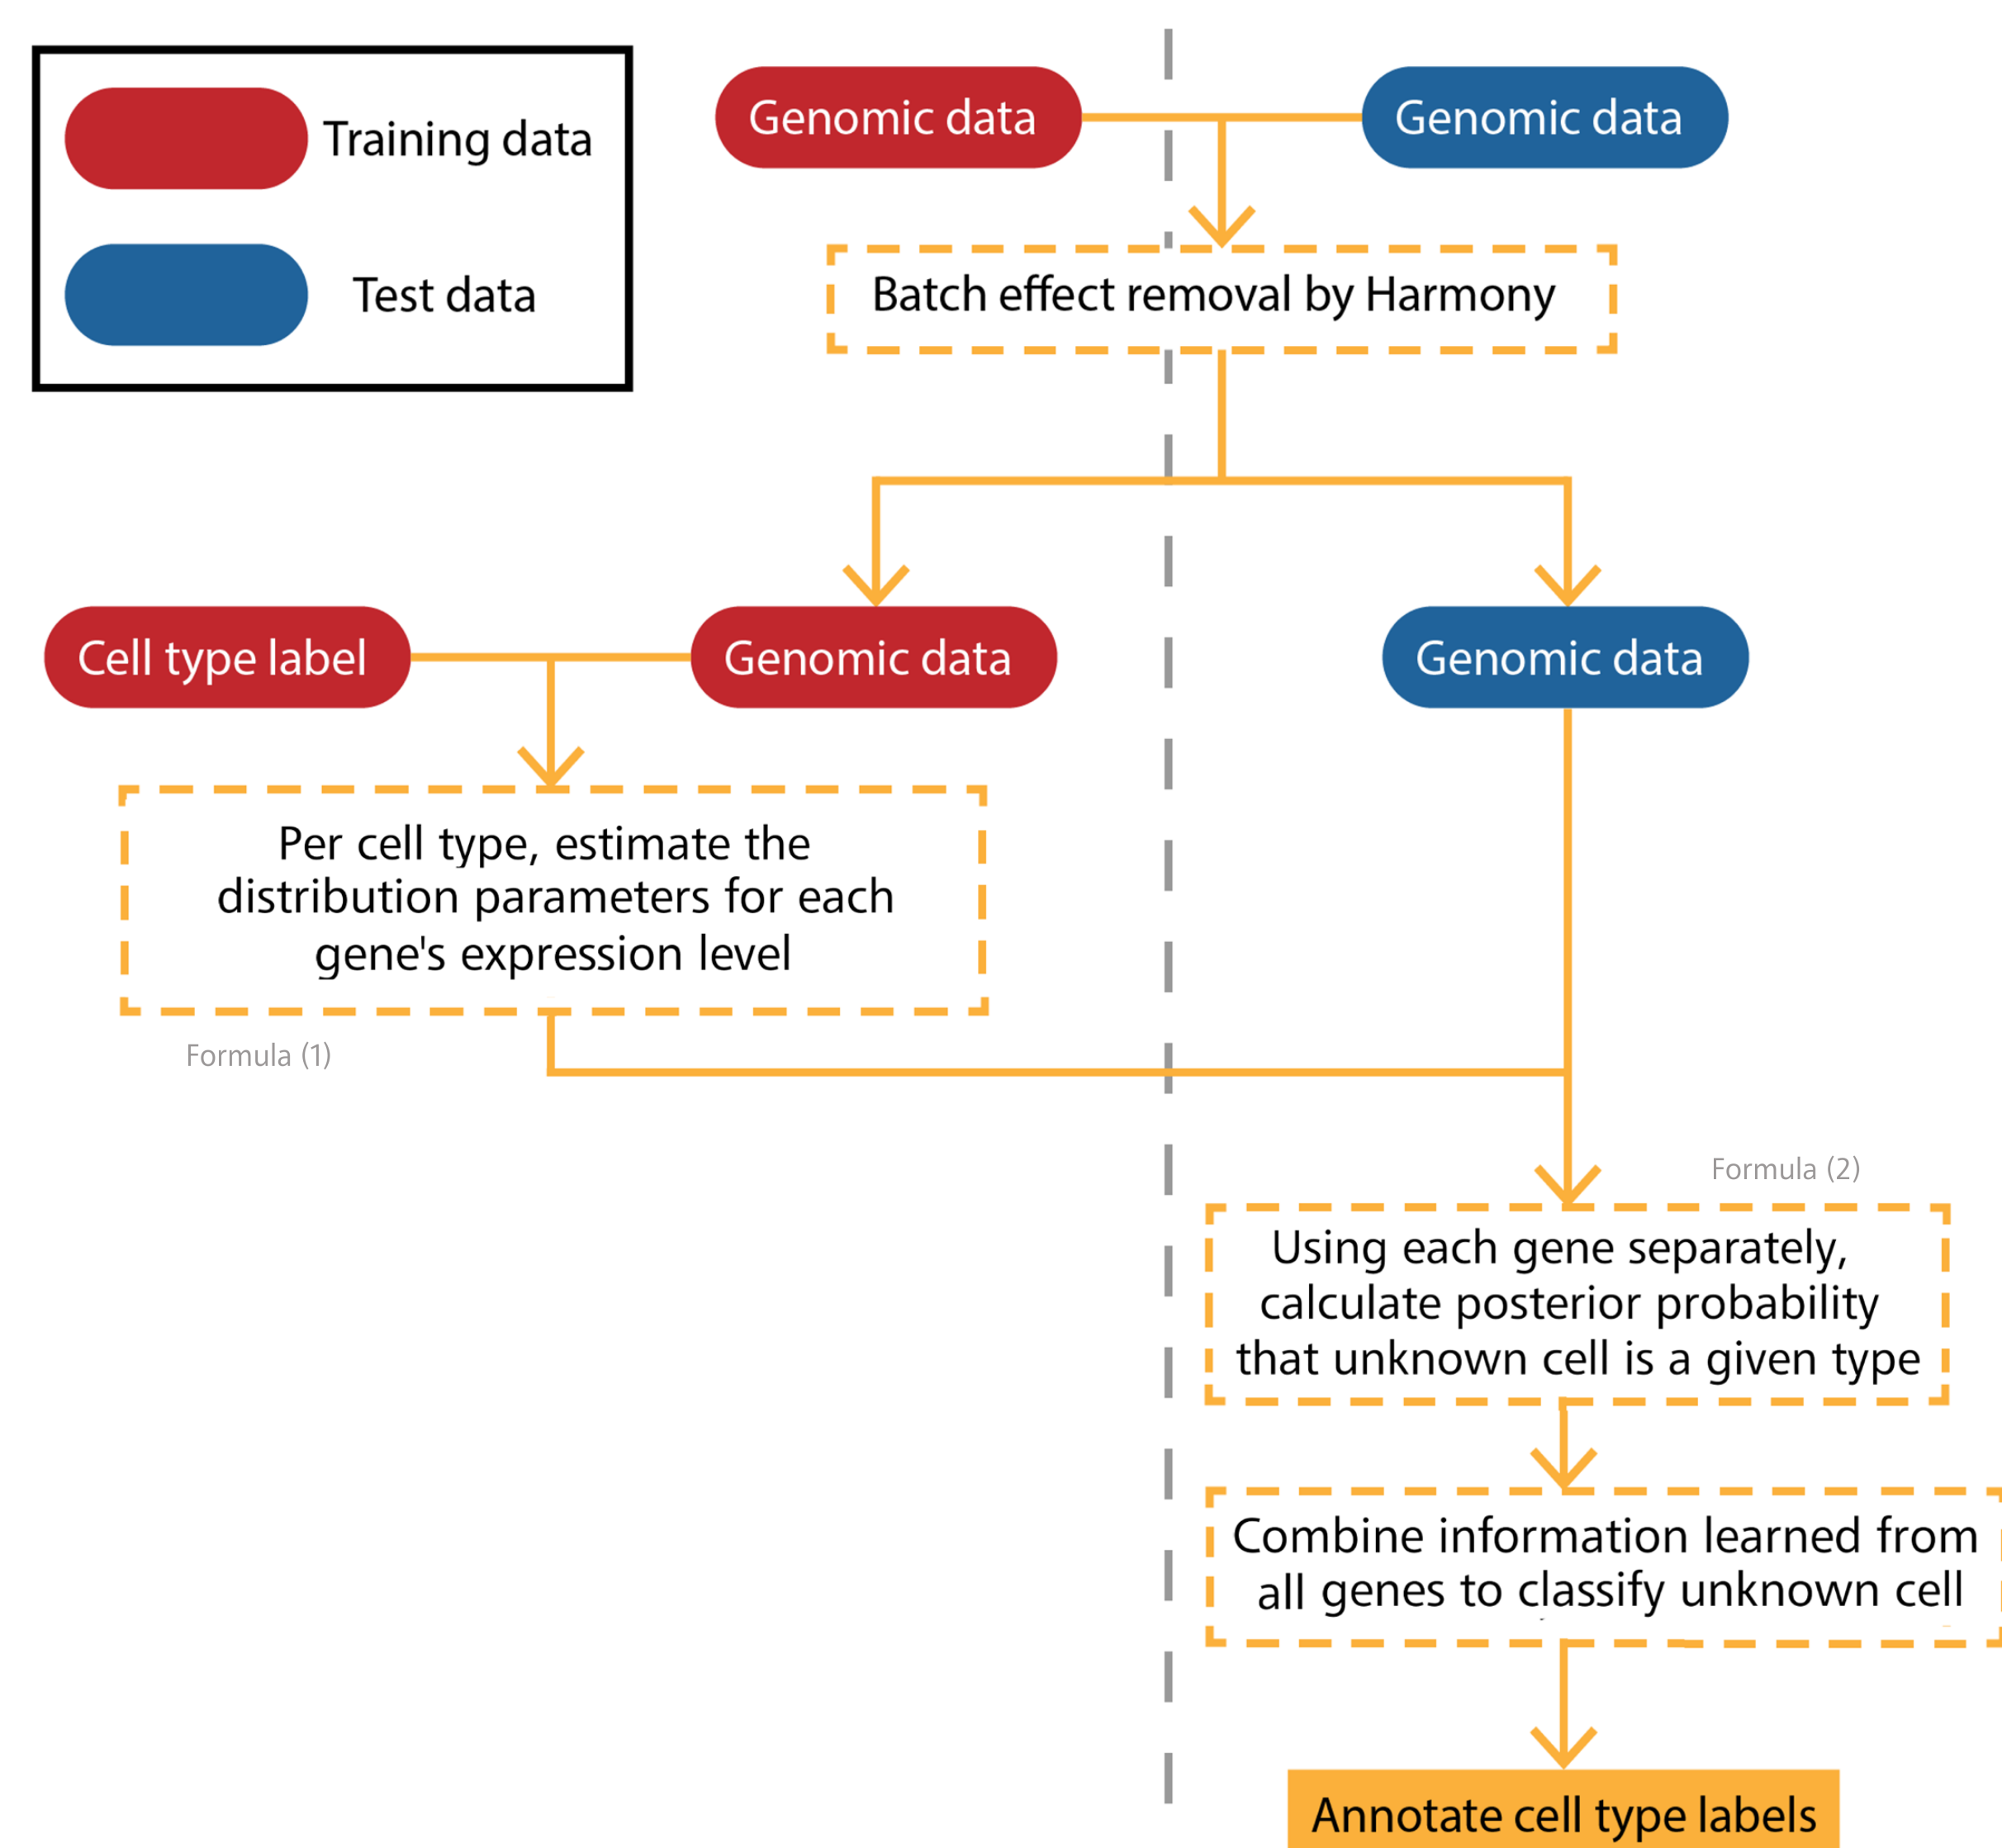 Training data
Test data
Genomic data
Genomic data
Batch effect removal by Harmony
Cell type label
Genomic data
Genomic data
Per cell type, estimate the
distribution parameters for each
gene's expression level
Formula (1)
Formula (2)
Using each gene separately,
calculate posterior probability
that unknown cell is a given type
Combine information learned from
all genes to classify unknown cell
Annotate cell type labels